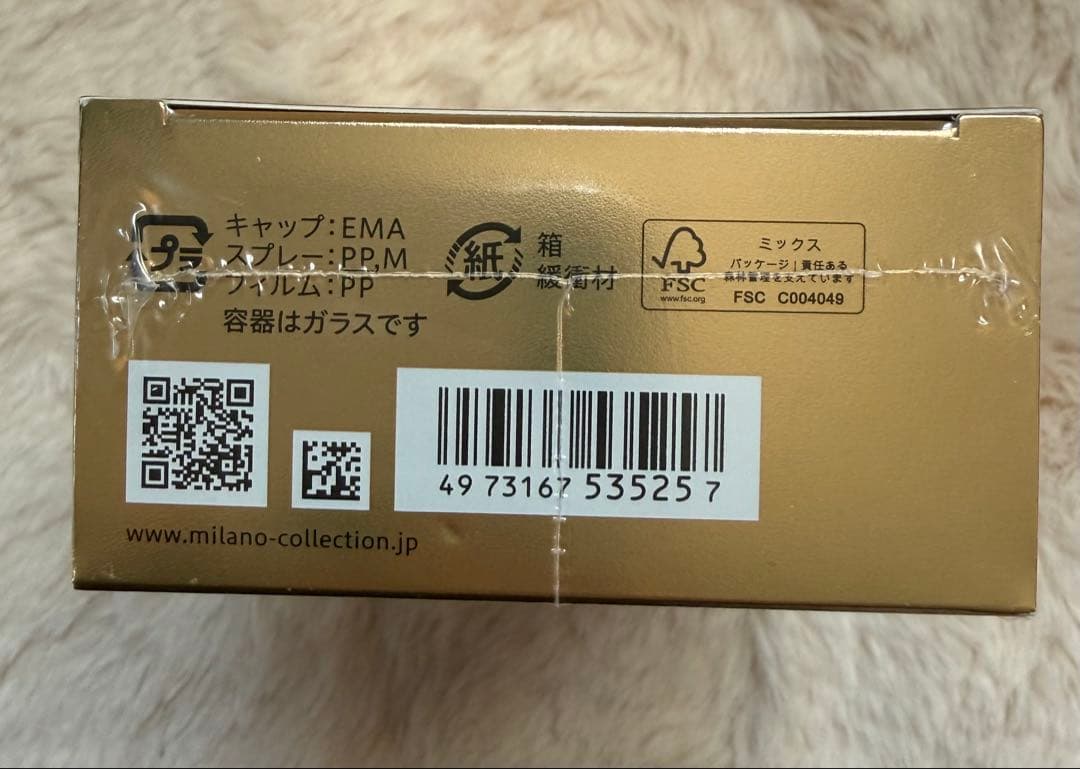 プラ
キャップ:EMA
スプレー:PP,M
フィルム:PP
容器はガラスです
紙
箱
緩衝材
FSC
www.fsc.org
ミックス
パッケージ|責任ある
森林管理を支えています
FSC C004049
49 73167 53525 7
www.milano-collection.jp